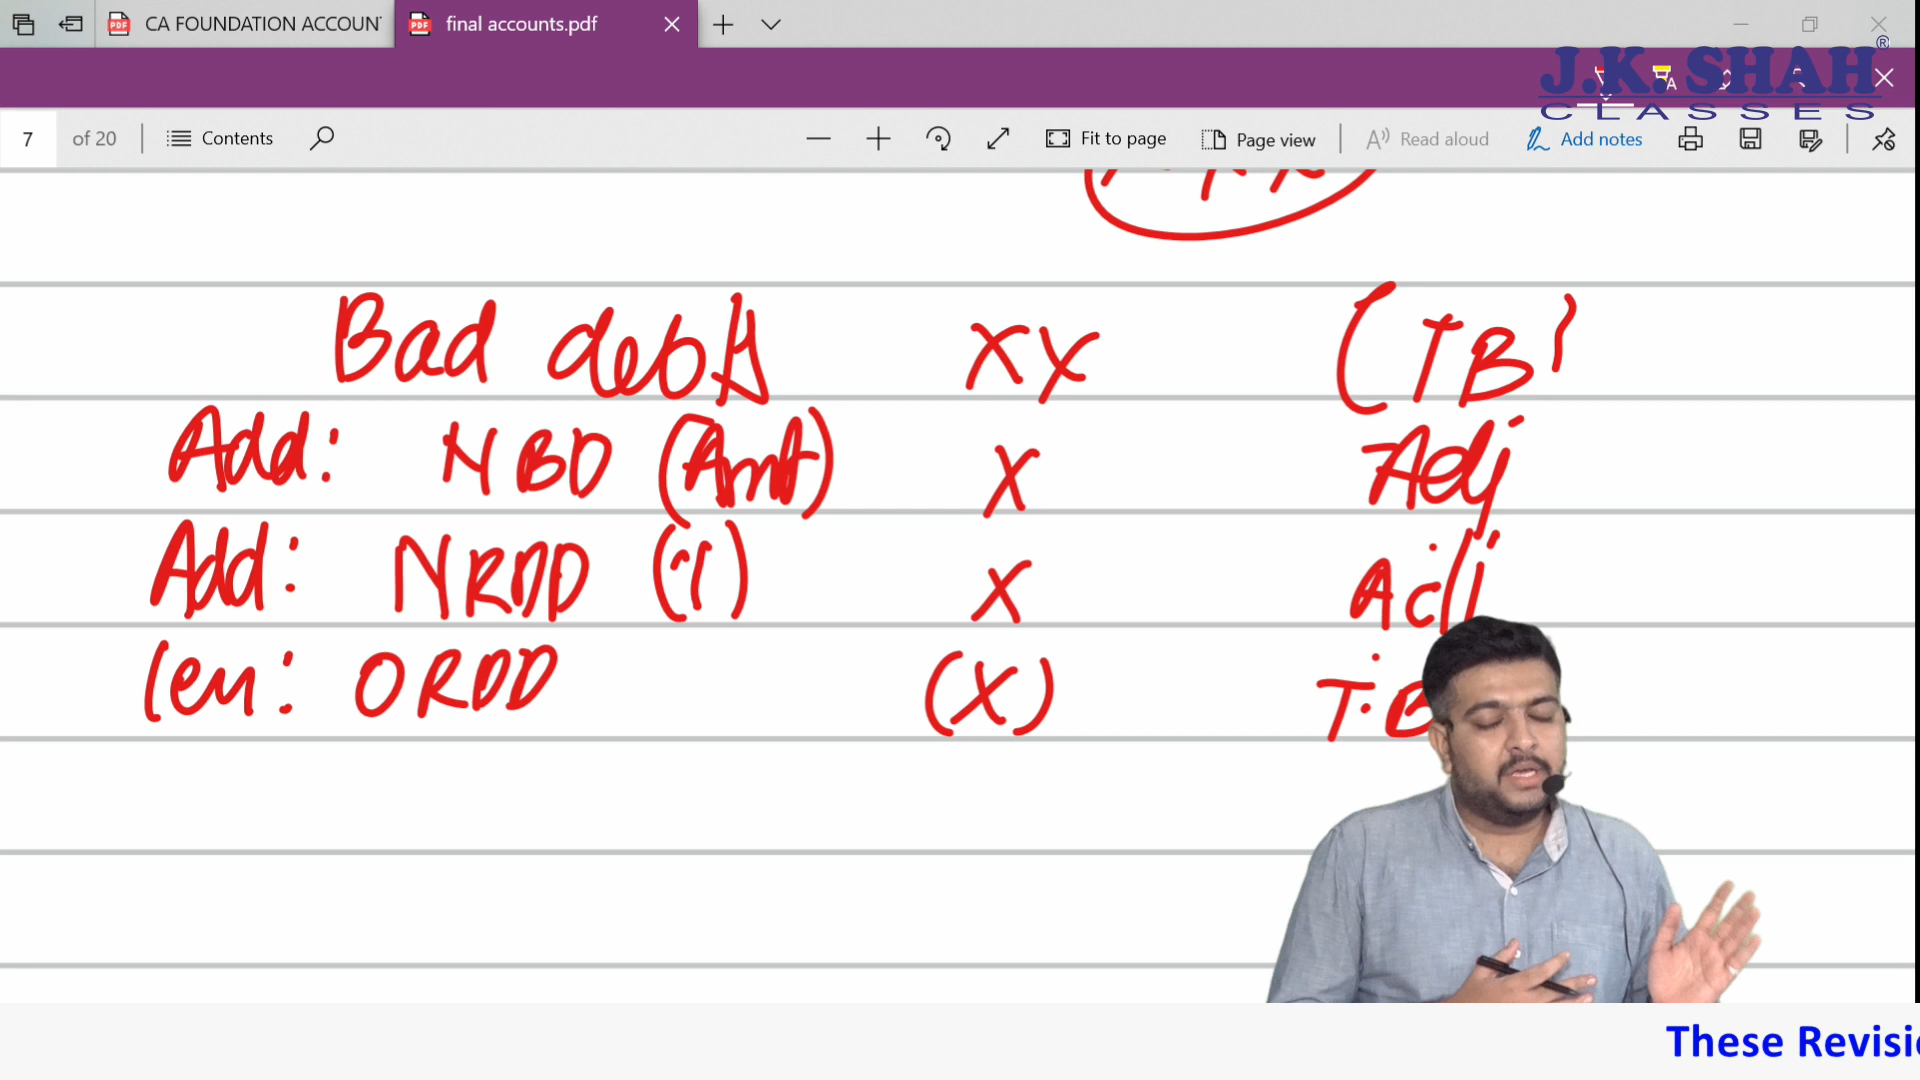 CA FOUNDATION ACCOUN
final accounts.pdf
J.K. SHAH®
CLASSES
7 of 20 Contents Fit to page Page view Read aloud Add notes
Bad debts XX (TB)
Add: NBD (Amt) X Adj
Add: NRDD (%) X Adj
Less: ORDD (X) T.B
These Revisi